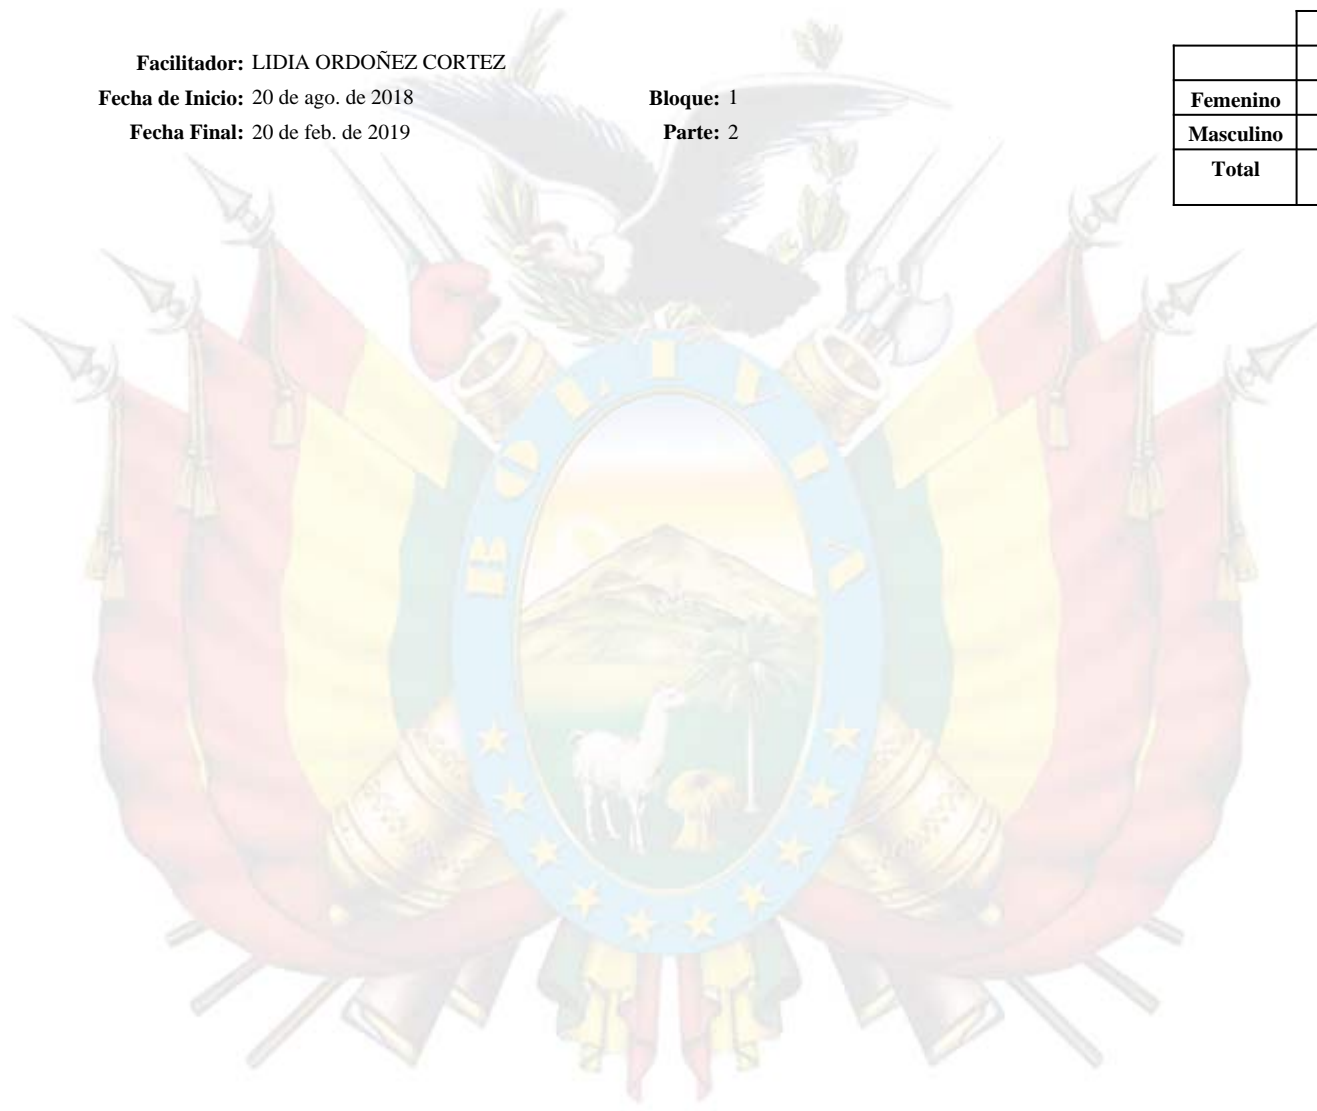 Facilitador: LIDIA ORDOÑEZ CORTEZ
Fecha de Inicio: 20 de ago. de 2018 Bloque: 1
Fecha Final: 20 de feb. de 2019 Parte: 2
Femenino
Masculino
Total
BOLIVIA